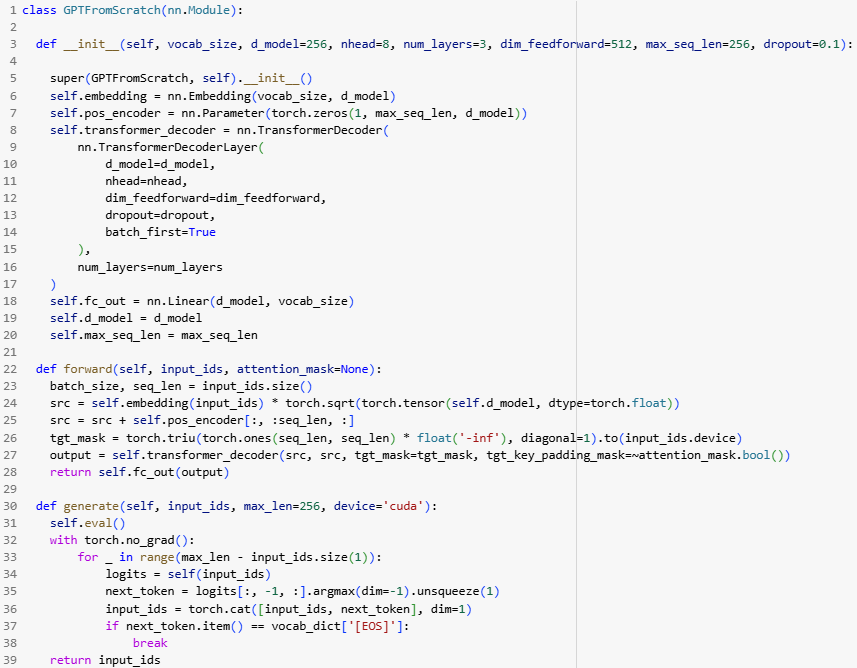 1 class GPTFromScratch(nn.Module):
2
3   def __init__(self, vocab_size, d_model=256, nhead=8, num_layers=3, dim_feedforward=512, max_seq_len=256, dropout=0.1):
4
5     super(GPTFromScratch, self).__init__()
6     self.embedding = nn.Embedding(vocab_size, d_model)
7     self.pos_encoder = nn.Parameter(torch.zeros(1, max_seq_len, d_model))
8     self.transformer_decoder = nn.TransformerDecoder(
9         nn.TransformerDecoderLayer(
10             d_model=d_model,
11             nhead=nhead,
12             dim_feedforward=dim_feedforward,
13             dropout=dropout,
14             batch_first=True
15         ),
16         num_layers=num_layers
17     )
18     self.fc_out = nn.Linear(d_model, vocab_size)
19     self.d_model = d_model
20     self.max_seq_len = max_seq_len
21
22   def forward(self, input_ids, attention_mask=None):
23     batch_size, seq_len = input_ids.size()
24     src = self.embedding(input_ids) * torch.sqrt(torch.tensor(self.d_model, dtype=torch.float))
25     src = src + self.pos_encoder[:, :seq_len, :]
26     tgt_mask = torch.triu(torch.ones(seq_len, seq_len) * float('-inf'), diagonal=1).to(input_ids.device)
27     output = self.transformer_decoder(src, src, tgt_mask=tgt_mask, tgt_key_padding_mask=~attention_mask.bool())
28     return self.fc_out(output)
29
30   def generate(self, input_ids, max_len=256, device='cuda'):
31     self.eval()
32     with torch.no_grad():
33         for _ in range(max_len - input_ids.size(1)):
34             logits = self(input_ids)
35             next_token = logits[:, -1, :].argmax(dim=-1).unsqueeze(1)
36             input_ids = torch.cat([input_ids, next_token], dim=1)
37             if next_token.item() == vocab_dict['[EOS]']:
38                 break
39     return input_ids